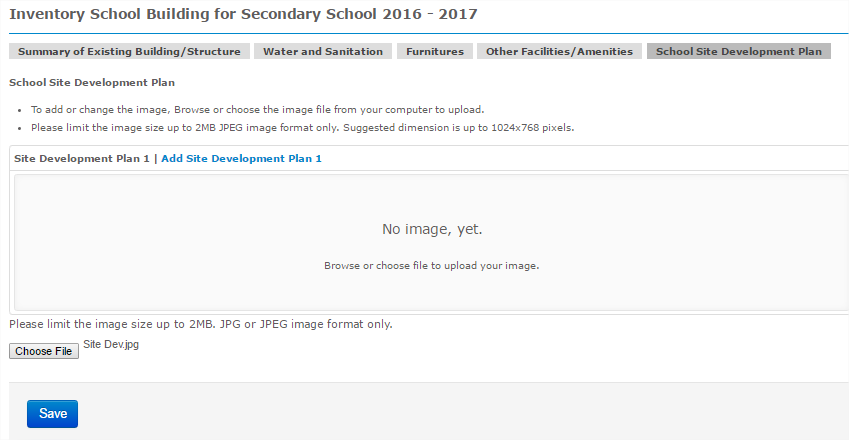 Inventory School Building for Secondary School 2016 - 2017
Summary of Existing Building/Structure Water and Sanitation Furnitures Other Facilities/Amenities School Site Development Plan
School Site Development Plan
• To add or change the image, Browse or choose the image file from your computer to upload.
• Please limit the image size up to 2MB JPEG image format only. Suggested dimension is up to 1024x768 pixels.
Site Development Plan 1 | Add Site Development Plan 1
No image, yet.
Browse or choose file to upload your image.
Please limit the image size up to 2MB. JPG or JPEG image format only.
Choose File Site Dev.jpg
Save